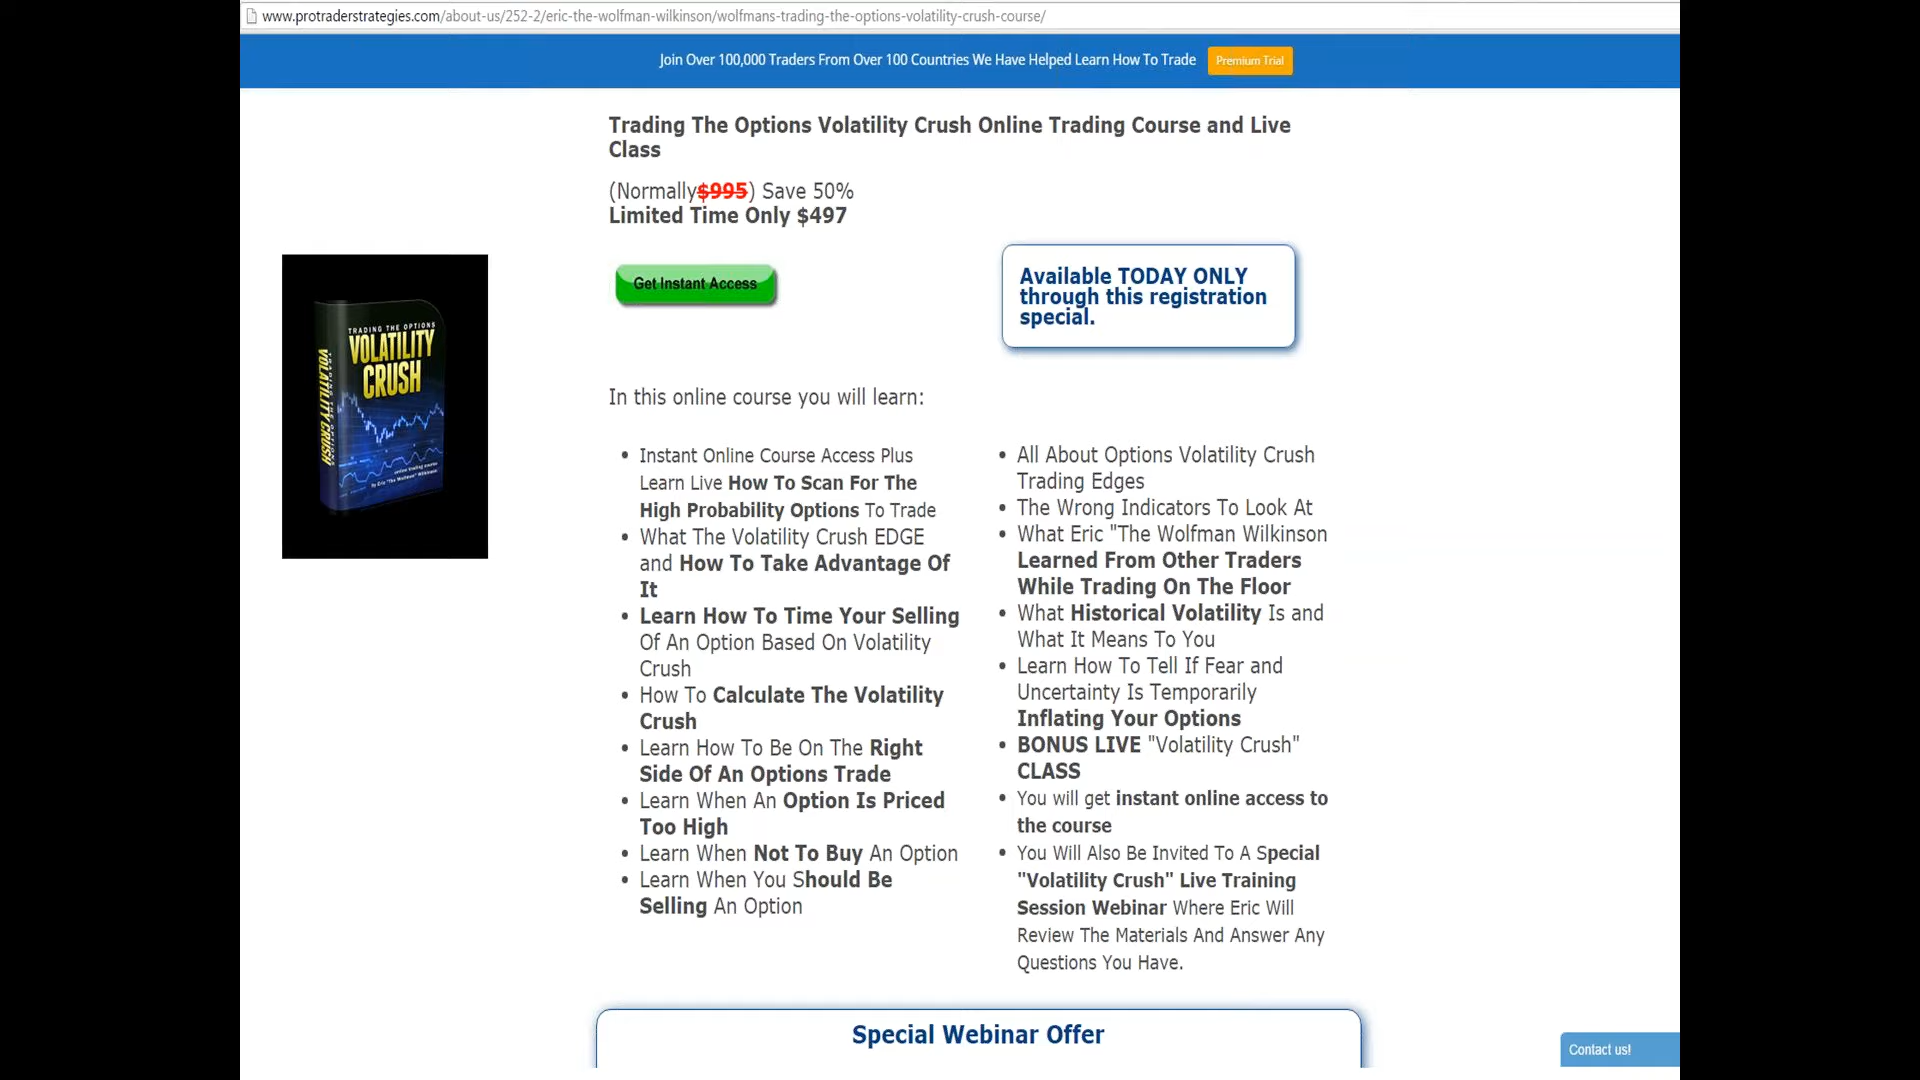 www.protraderstrategies.com/about-us/252-2/eric-the-wolfman-wilkinson/wolfmans-trading-the-options-volatility-crush-course/
Join Over 100,000 Traders From Over 100 Countries We Have Helped Learn How To Trade
Premium Trial
Trading The Options Volatility Crush Online Trading Course and Live
Class
(Normally$995) Save 50%
Limited Time Only $497
Get Instant Access
Available TODAY ONLY
through this registration
special.
TRADING THE OPTIONS
VOLATILITY
CRUSH
online trading course
by Eric "The Wolfman" Wilkinson
TRADING THE OPTIONS
VOLATILITY CRUSH
In this online course you will learn:
• Instant Online Course Access Plus
Learn Live How To Scan For The
High Probability Options To Trade
• What The Volatility Crush EDGE
and How To Take Advantage Of
It
• Learn How To Time Your Selling
Of An Option Based On Volatility
Crush
• How To Calculate The Volatility
Crush
• Learn How To Be On The Right
Side Of An Options Trade
• Learn When An Option Is Priced
Too High
• Learn When Not To Buy An Option
• Learn When You Should Be
Selling An Option
• All About Options Volatility Crush
Trading Edges
• The Wrong Indicators To Look At
• What Eric "The Wolfman Wilkinson
Learned From Other Traders
While Trading On The Floor
• What Historical Volatility Is and
What It Means To You
• Learn How To Tell If Fear and
Uncertainty Is Temporarily
Inflating Your Options
• BONUS LIVE "Volatility Crush"
CLASS
• You will get instant online access to
the course
• You Will Also Be Invited To A Special
"Volatility Crush" Live Training
Session Webinar Where Eric Will
Review The Materials And Answer Any
Questions You Have.
Special Webinar Offer
Contact us!